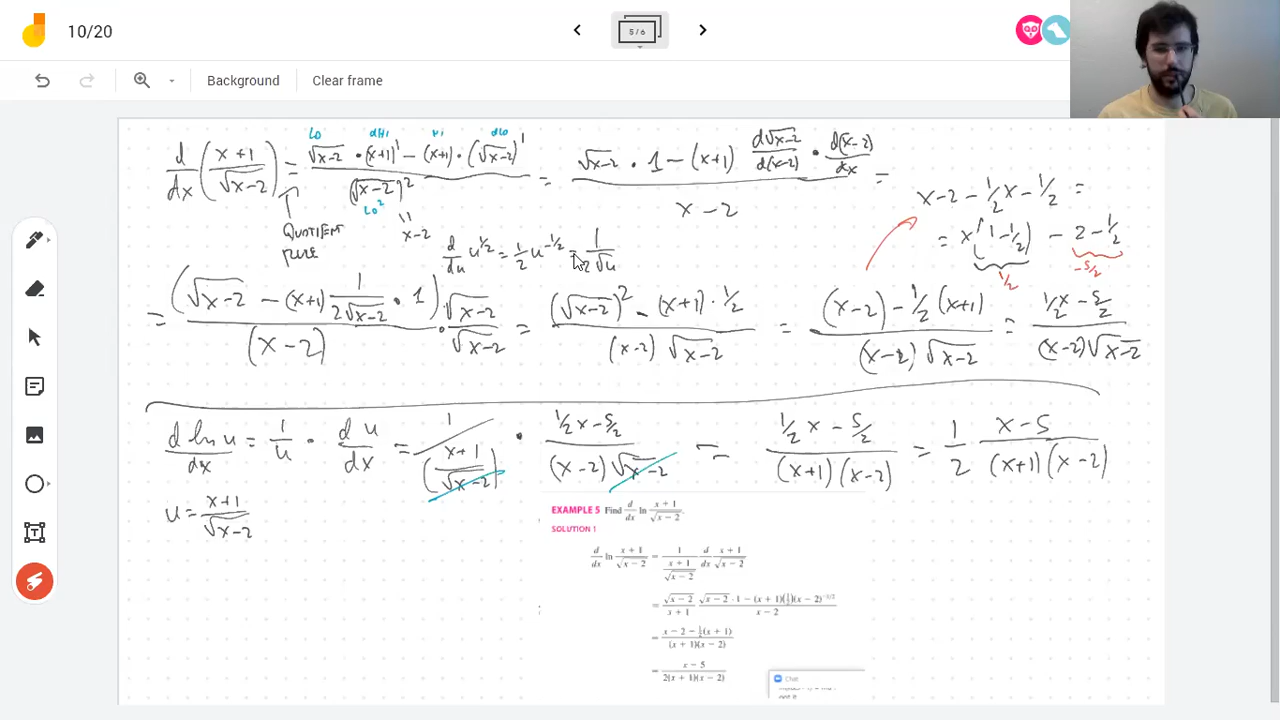 10/20
5 / 6
Background
Clear frame
d/dx ( (x+1)/√(x-2) ) = ( √(x-2) · (x+1)' − (x+1) · (√(x-2))' ) / (√(x-2))² = ( √(x-2) · 1 − (x+1) d√(x-2)/d(x-2) · d(x-2)/dx ) / (x-2) =
Lo dHi Hi dLo
Lo²
x-2
QUOTIENT
RULE
d/du u^(1/2) = 1/2 u^(-1/2) = 1/(2√u)
x-2 - 1/2x - 1/2 =
= x(1 - 1/2) - 2 - 1/2
1/2 -5/2
= ( √(x-2) − (x+1) 1/(2√(x-2)) · 1 ) / (x-2) · √(x-2)/√(x-2) = ( (√(x-2))² − (x+1) · 1/2 ) / ( (x-2) √(x-2) ) = ( (x-2) − 1/2 (x+1) ) / ( (x-2) √(x-2) ) = ( 1/2x − 5/2 ) / ( (x-2)√(x-2) )
d ln u/dx = 1/u · du/dx = 1/( (x+1)/√(x-2) ) · ( 1/2x − 5/2 ) / ( (x-2) √(x-2) ) = ( 1/2x − 5/2 ) / ( (x+1)(x-2) ) = 1/2 (x-5)/( (x+1)(x-2) )
u = (x+1)/√(x-2)
EXAMPLE 5 Find d/dx ln (x + 1)/√(x − 2).
SOLUTION 1
d/dx ln (x + 1)/√(x − 2) = 1/( (x + 1)/√(x − 2) ) d/dx (x + 1)/√(x − 2)
= √(x − 2)/(x + 1) · ( √(x − 2) · 1 − (x + 1)(1/2)(x − 2)^(−1/2) ) / (x − 2)
= ( x − 2 − 1/2(x + 1) ) / ( (x + 1)(x − 2) )
= (x − 5) / ( 2(x + 1)(x − 2) )
Chat